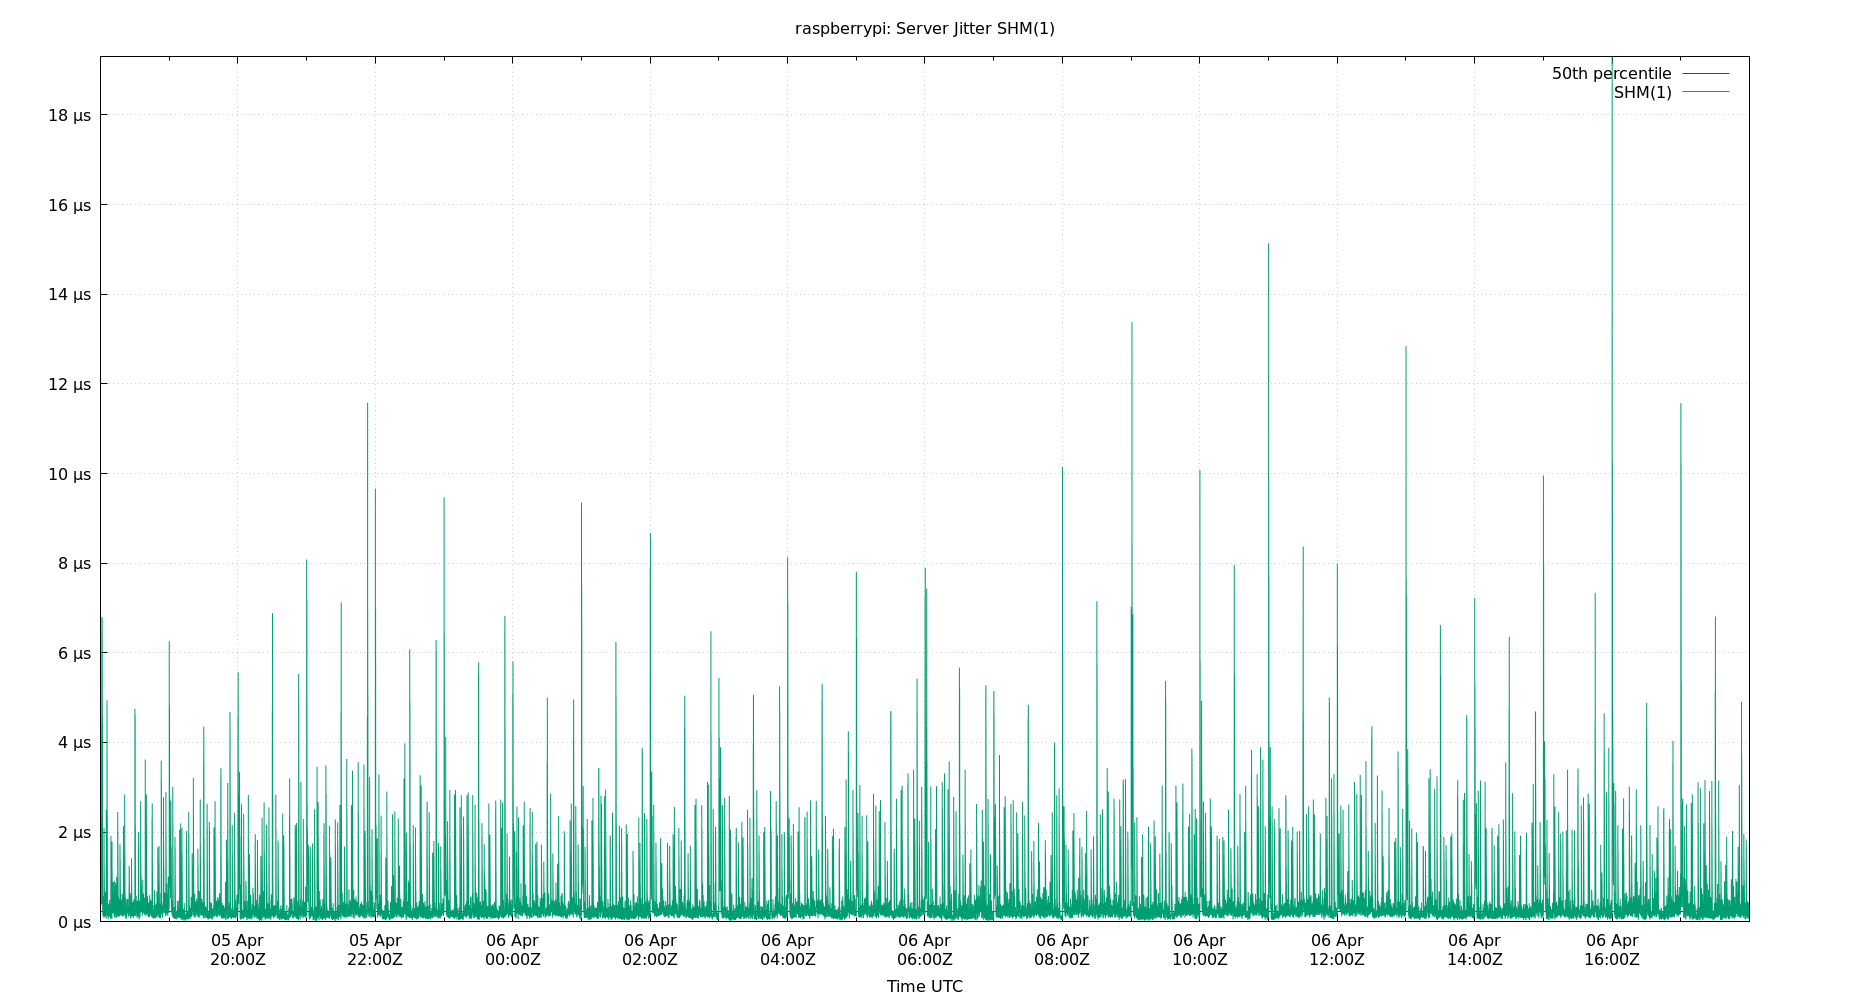 raspberrypi: Server Jitter SHM(1)
50th percentile
SHM(1)
18 µs
16 µs
14 µs
12 µs
10 µs
8 µs
6 µs
4 µs
2 µs
0 µs
05 Apr 20:00Z
05 Apr 22:00Z
06 Apr 00:00Z
06 Apr 02:00Z
06 Apr 04:00Z
06 Apr 06:00Z
06 Apr 08:00Z
06 Apr 10:00Z
06 Apr 12:00Z
06 Apr 14:00Z
06 Apr 16:00Z
Time UTC